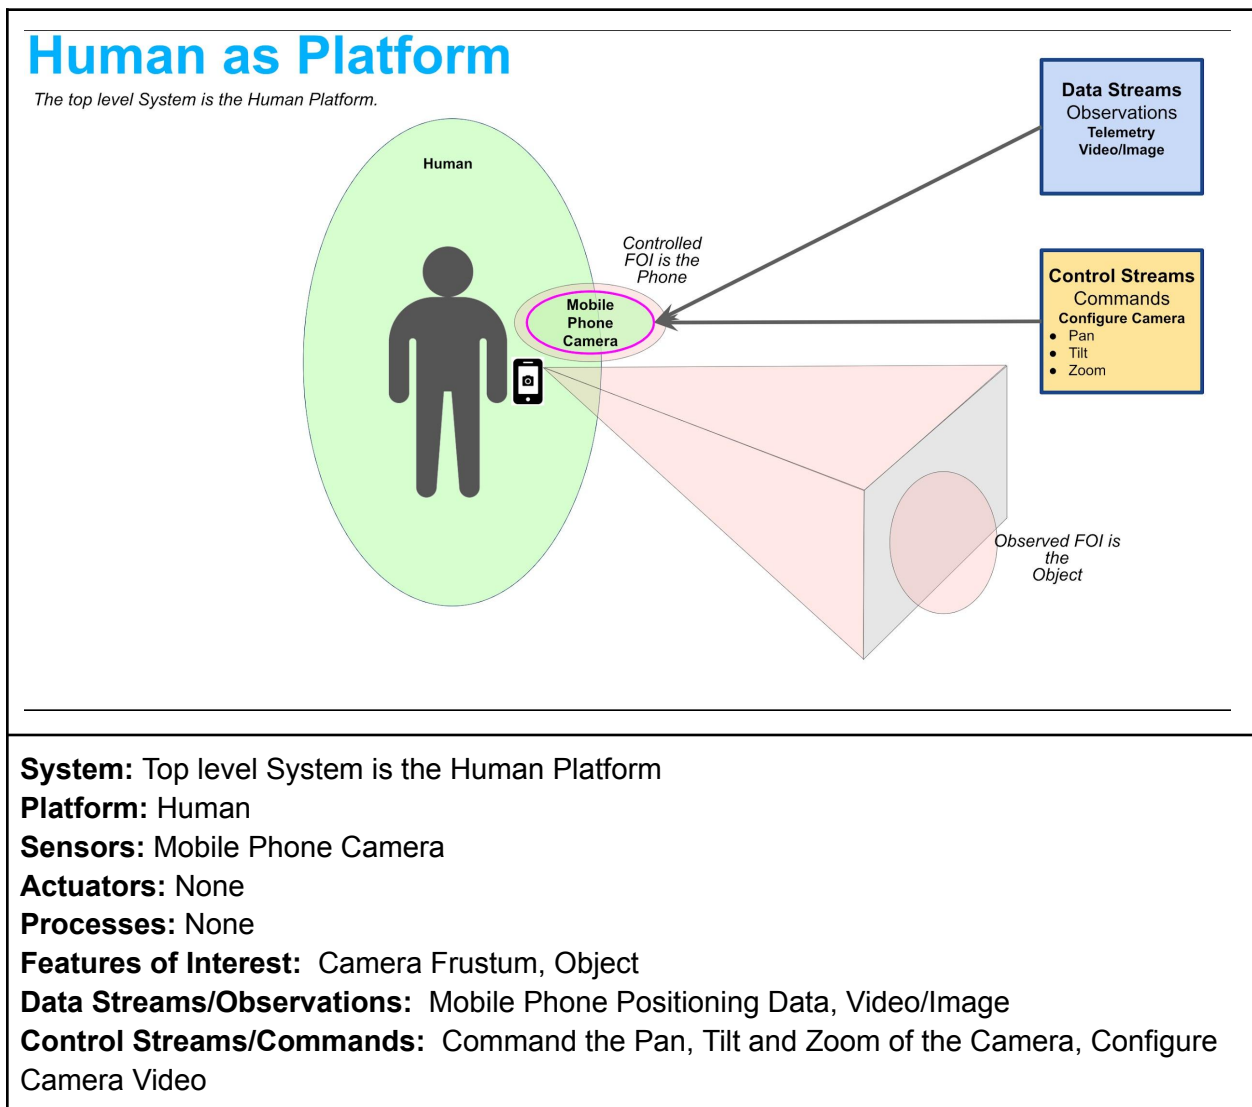 Human as Platform
The top level System is the Human Platform.
Human
Controlled
FOI is the
Phone
Mobile
Phone
Camera
Data Streams
Observations
Telemetry
Video/Image
Control Streams
Commands
Configure Camera
● Pan
● Tilt
● Zoom
Observed FOI is
the
Object
System: Top level System is the Human Platform
Platform: Human
Sensors: Mobile Phone Camera
Actuators: None
Processes: None
Features of Interest: Camera Frustum, Object
Data Streams/Observations: Mobile Phone Positioning Data, Video/Image
Control Streams/Commands: Command the Pan, Tilt and Zoom of the Camera, Configure
Camera Video